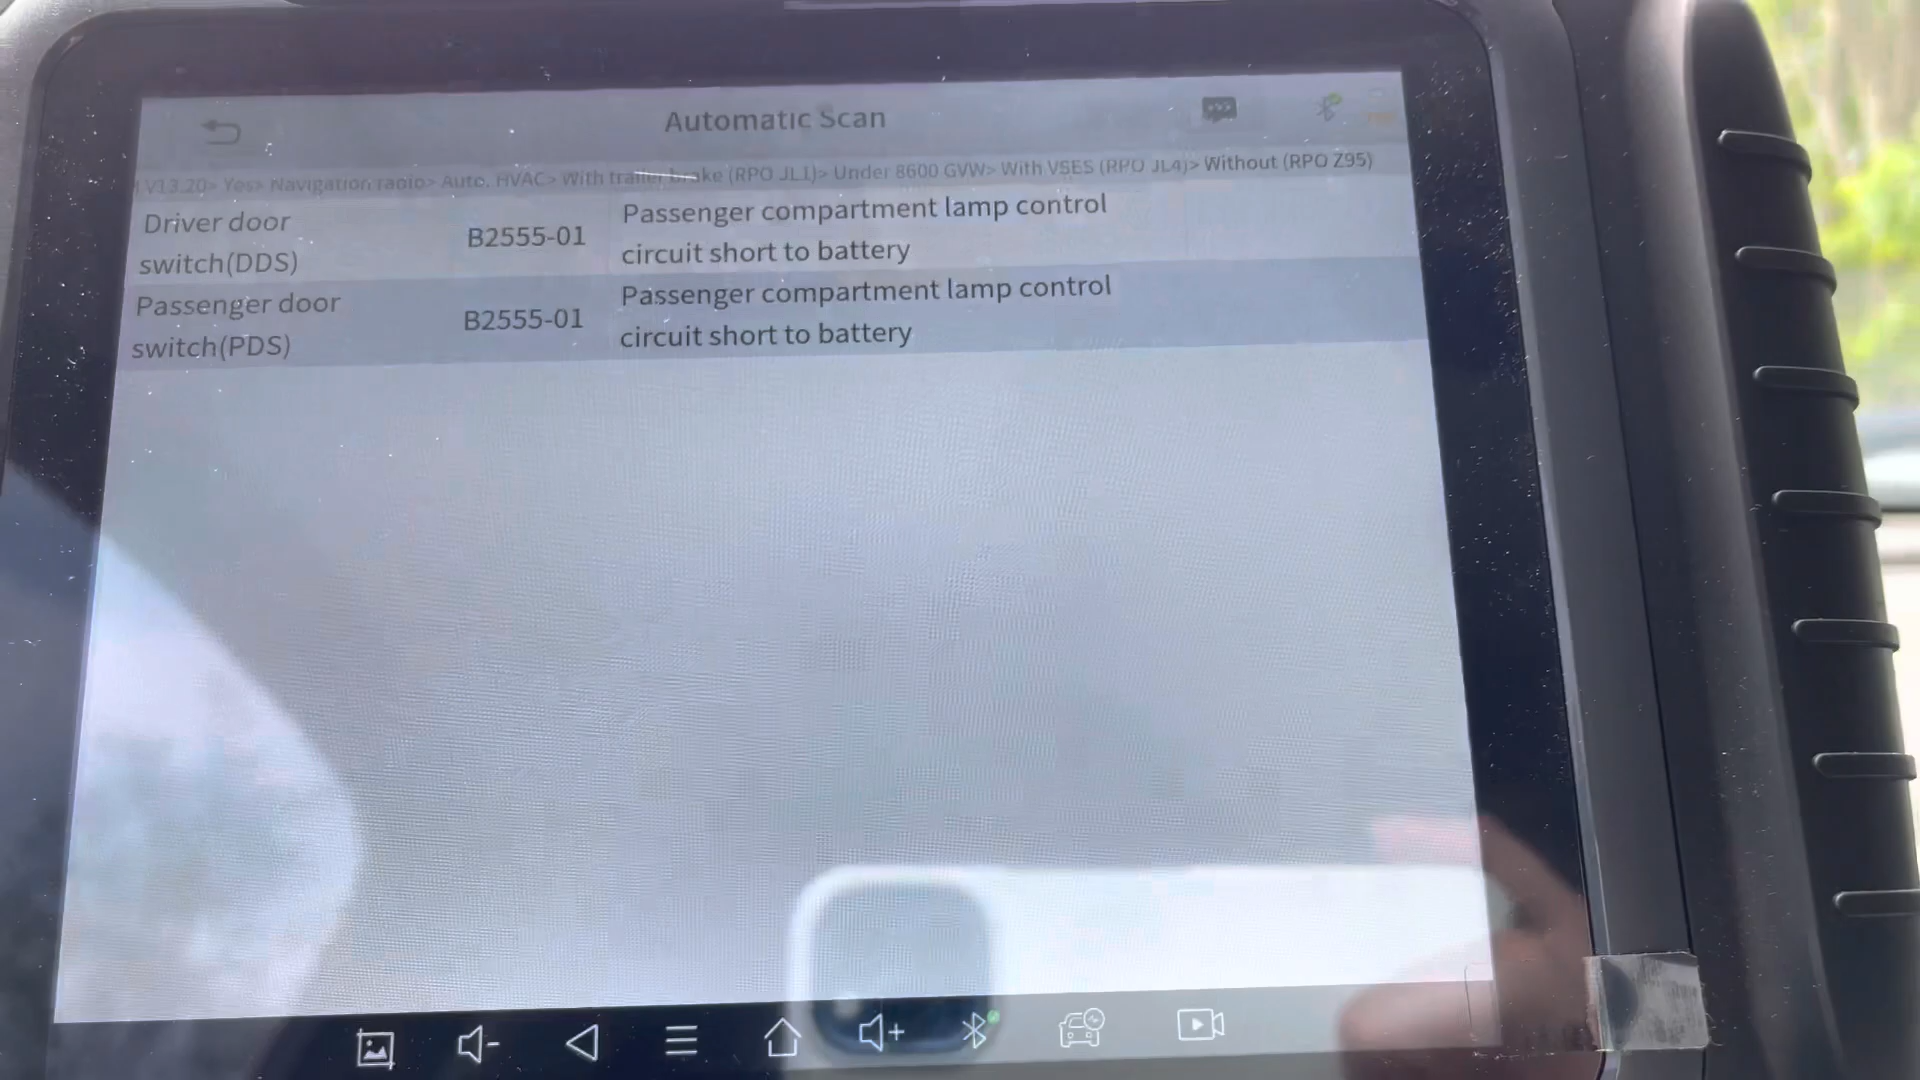 Automatic Scan
V13.20> Yes> Navigation radio> Auto. HVAC> With trailer brake (RPO JL1)> Under 8600 GVW> With VSES (RPO JL4)> Without (RPO Z95)
Driver door
switch(DDS)
B2555-01
Passenger compartment lamp control
circuit short to battery
Passenger door
switch(PDS)
B2555-01
Passenger compartment lamp control
circuit short to battery